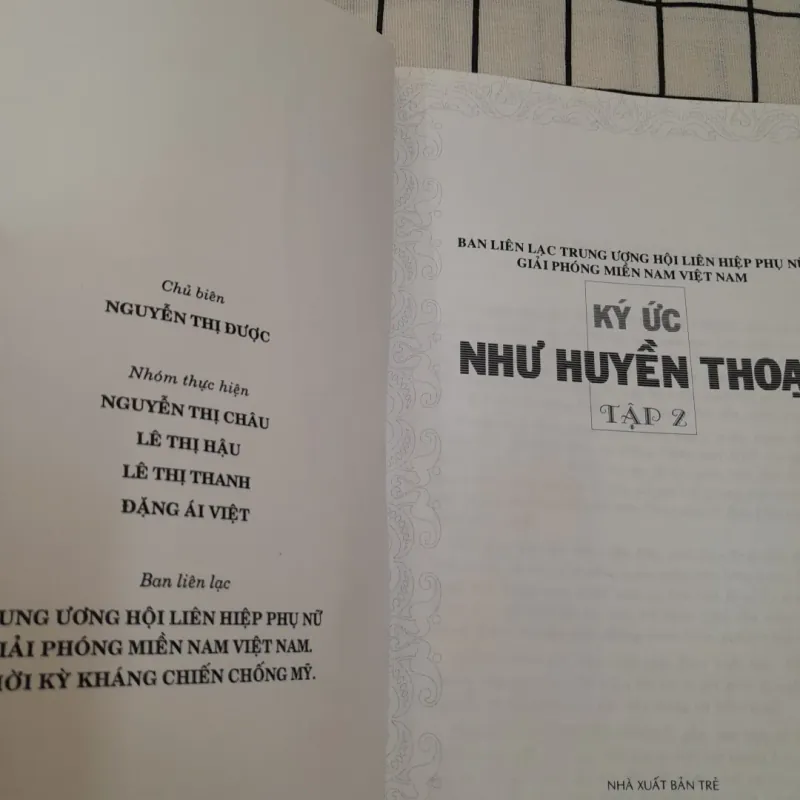 Chủ biên
NGUYỄN THỊ ĐƯỢC
Nhóm thực hiện
NGUYỄN THỊ CHÂU
LÊ THỊ HẬU
LÊ THỊ THANH
ĐẶNG ÁI VIỆT
Ban liên lạc
UNG ƯƠNG HỘI LIÊN HIỆP PHỤ NỮ
IẢI PHÓNG MIỀN NAM VIỆT NAM.
ỜI KỲ KHÁNG CHIẾN CHỐNG MỸ.
BAN LIÊN LẠC TRUNG ƯƠNG HỘI LIÊN HIỆP PHỤ NỮ
GIẢI PHÓNG MIỀN NAM VIỆT NAM
KÝ ỨC
NHƯ HUYỀN THOẠ
TẬP 2
NHÀ XUẤT BẢN TRẺ